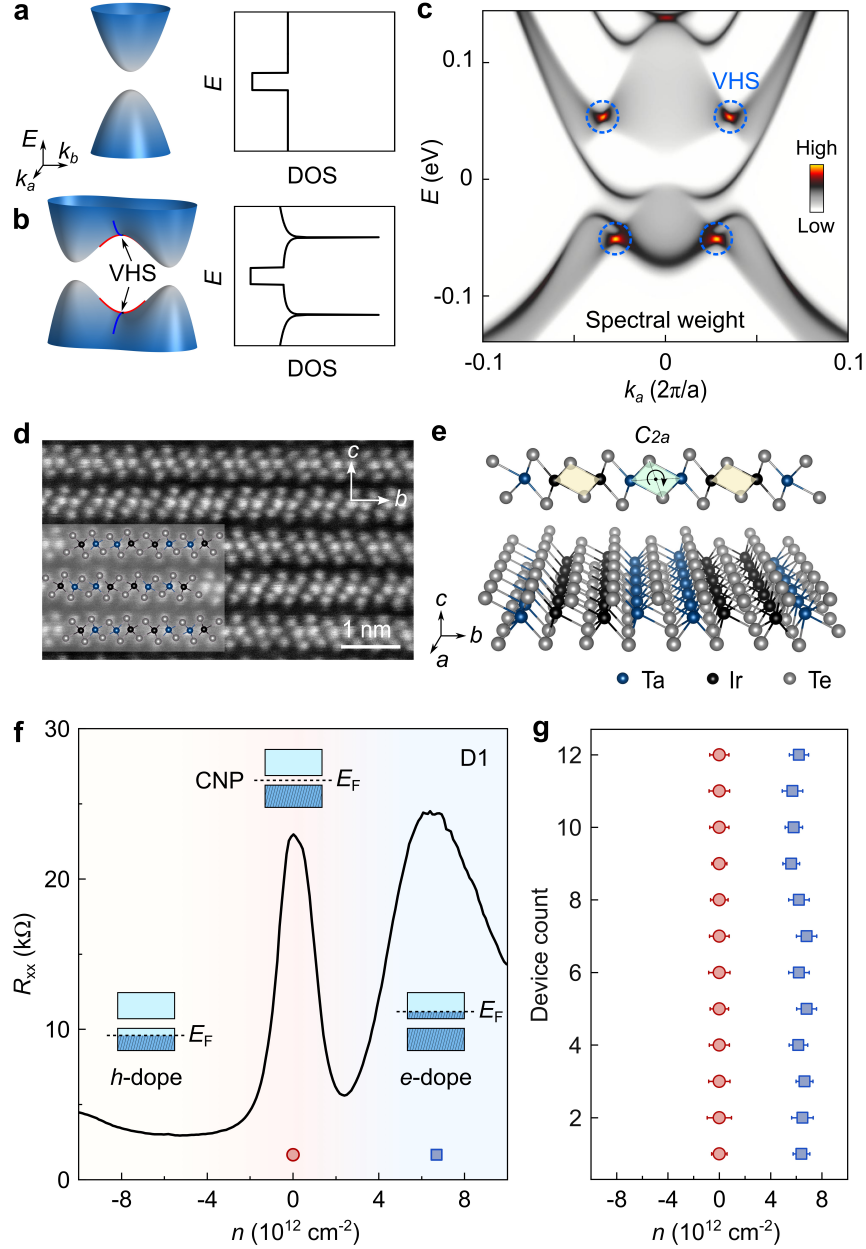 a
E
DOS
E
k_b
k_a
b
VHS
E
DOS
c
0.1
0
-0.1
E (eV)
VHS
High
Low
Spectral weight
-0.1
0
0.1
k_a (2π/a)
d
c
b
1 nm
e
C_2a
c
b
a
Ta
Ir
Te
f
30
20
10
0
R_xx (kΩ)
D1
CNP
E_F
E_F
h-dope
E_F
e-dope
-8
-4
0
4
8
n (10^12 cm^-2)
g
12
10
8
6
4
2
Device count
-8
-4
0
4
8
n (10^12 cm^-2)